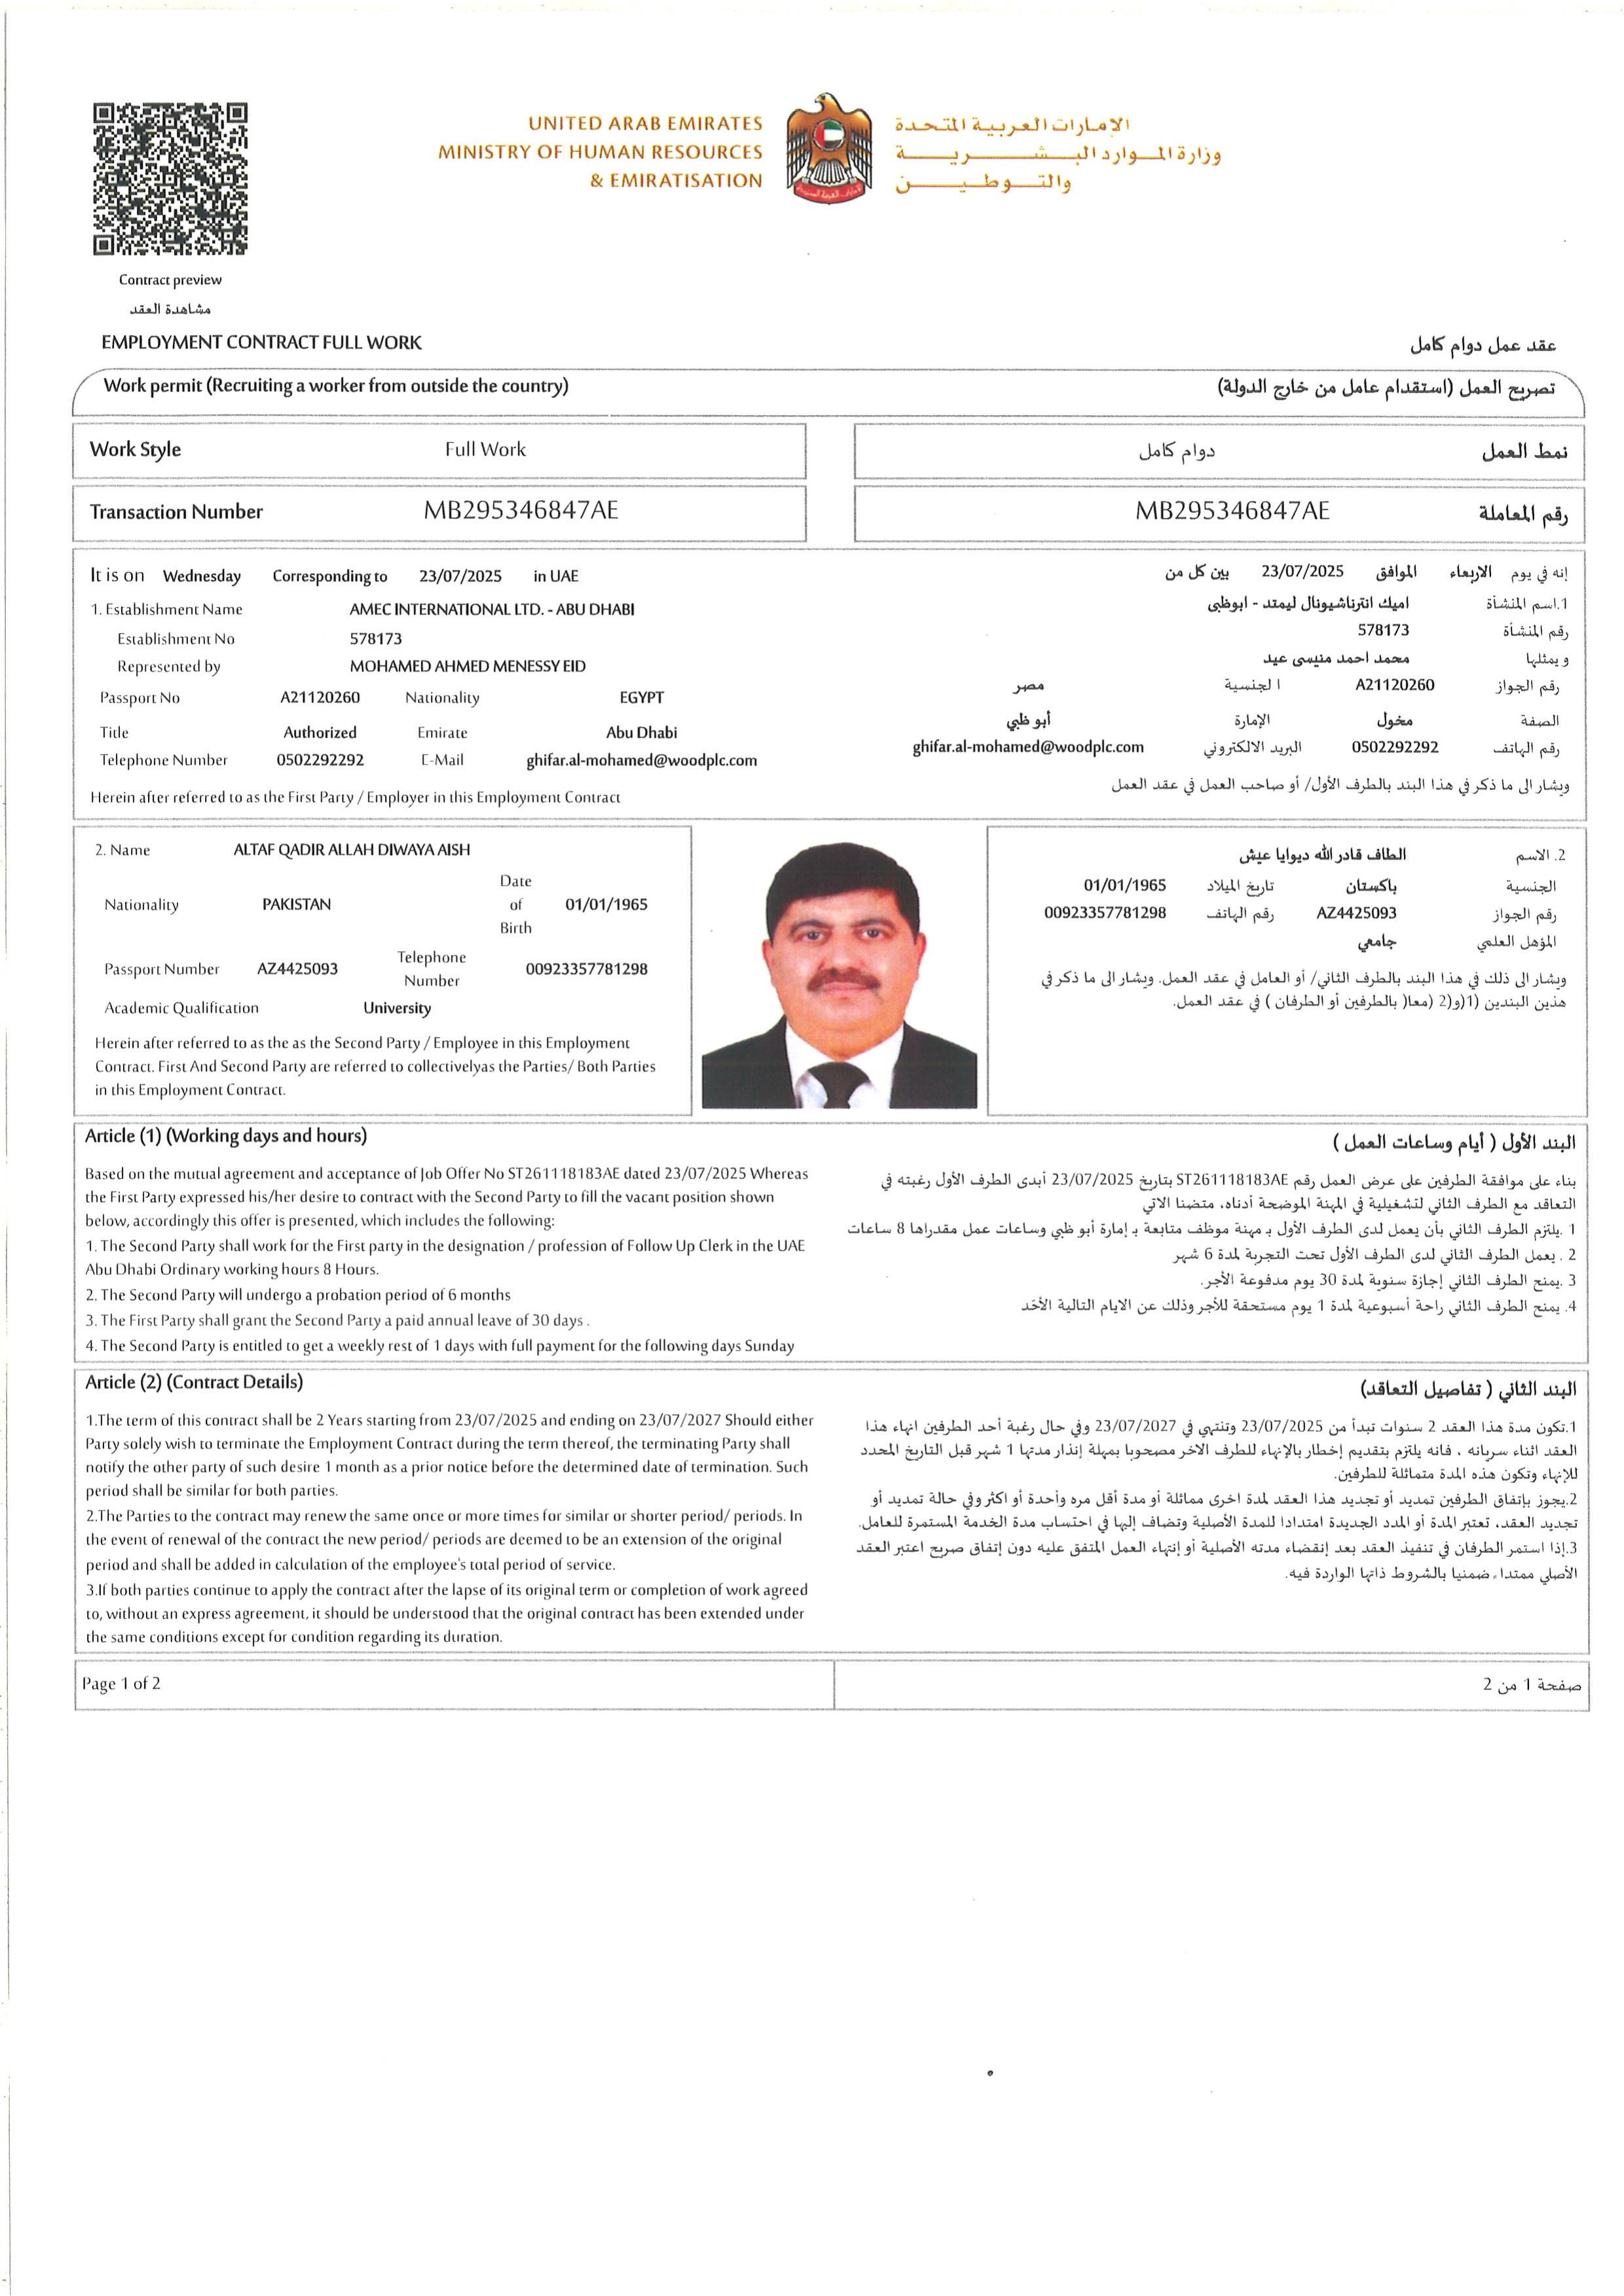 UNITED ARAB EMIRATES
MINISTRY OF HUMAN RESOURCES
& EMIRATISATION
الإمارات العربية المتحدة
وزارة الموارد البشرية
والتوطين
Contract preview
مشاهدة العقد
EMPLOYMENT CONTRACT FULL WORK
عقد عمل دوام كامل
Work permit (Recruiting a worker from outside the country)
تصريح العمل (استقدام عامل من خارج الدولة)
Work Style Full Work
نمط العمل دوام كامل
Transaction Number MB295346847AE
رقم المعاملة MB295346847AE
It is on Wednesday Corresponding to 23/07/2025 in UAE
1. Establishment Name AMEC INTERNATIONAL LTD. - ABU DHABI
Establishment No 578173
Represented by MOHAMED AHMED MENESSY EID
Passport No A21120260 Nationality EGYPT
Title Authorized Emirate Abu Dhabi
Telephone Number 0502292292 E-Mail ghifar.al-mohamed@woodplc.com
Herein after referred to as the First Party / Employer in this Employment Contract
إنه في يوم الاربعاء الموافق 23/07/2025 بين كل من
1.اسم المنشأة اميك انترناشيونال ليمتد - ابوظبى
رقم المنشأة 578173
و يمثلها محمد احمد منيسى عيد
رقم الجواز A21120260 الجنسية مصر
الصفة مخول الإمارة أبو ظبي
رقم الهاتف 0502292292 البريد الالكتروني ghifar.al-mohamed@woodplc.com
ويشار الى ما ذكر في هذا البند بالطرف الأول/ أو صاحب العمل في عقد العمل
2. Name ALTAF QADIR ALLAH DIWAYA AISH
Nationality PAKISTAN Date of Birth 01/01/1965
Passport Number AZ4425093 Telephone Number 00923357781298
Academic Qualification University
Herein after referred to as the as the Second Party / Employee in this Employment
Contract. First And Second Party are referred to collectivelyas the Parties/ Both Parties
in this Employment Contract.
2. الاسم الطاف قادر الله ديوايا عيش
الجنسية باكستان تاريخ الميلاد 01/01/1965
رقم الجواز AZ4425093 رقم الهاتف 00923357781298
المؤهل العلمي جامعي
ويشار الى ذلك في هذا البند بالطرف الثاني/ أو العامل في عقد العمل. ويشار الى ما ذكر في
هذين البندين (1)و(2 (معا( بالطرفين أو الطرفان ) في عقد العمل.
Article (1) (Working days and hours)
Based on the mutual agreement and acceptance of Job Offer No ST261118183AE dated 23/07/2025 Whereas
the First Party expressed his/her desire to contract with the Second Party to fill the vacant position shown
below, accordingly this offer is presented, which includes the following:
1. The Second Party shall work for the First party in the designation / profession of Follow Up Clerk in the UAE
Abu Dhabi Ordinary working hours 8 Hours.
2. The Second Party will undergo a probation period of 6 months
3. The First Party shall grant the Second Party a paid annual leave of 30 days .
4. The Second Party is entitled to get a weekly rest of 1 days with full payment for the following days Sunday
البند الأول ( أيام وساعات العمل )
بناء على موافقة الطرفين على عرض العمل رقم ST261118183AE بتاريخ 23/07/2025 أبدى الطرف الأول رغبته في
التعاقد مع الطرف الثاني لتشغيلية في المهنة الموضحة أدناه، متضمنا الاتي
1 .يلتزم الطرف الثاني بأن يعمل لدى الطرف الأول بـ مهنة موظف متابعة بـ إمارة أبو ظبي وساعات عمل مقدراها 8 ساعات
2 . يعمل الطرف الثاني لدى الطرف الأول تحت التجربة لمدة 6 شهر
3 .يمنح الطرف الثاني إجازة سنوية لمدة 30 يوم مدفوعة الأجر.
4. يمنح الطرف الثاني راحة أسبوعية لمدة 1 يوم مستحقة للأجر وذلك عن الايام التالية الأحد
Article (2) (Contract Details)
1.The term of this contract shall be 2 Years starting from 23/07/2025 and ending on 23/07/2027 Should either
Party solely wish to terminate the Employment Contract during the term thereof, the terminating Party shall
notify the other party of such desire 1 month as a prior notice before the determined date of termination. Such
period shall be similar for both parties.
2.The Parties to the contract may renew the same once or more times for similar or shorter period/ periods. In
the event of renewal of the contract the new period/ periods are deemed to be an extension of the original
period and shall be added in calculation of the employee's total period of service.
3.If both parties continue to apply the contract after the lapse of its original term or completion of work agreed
to, without an express agreement, it should be understood that the original contract has been extended under
the same conditions except for condition regarding its duration.
البند الثاني ( تفاصيل التعاقد)
1.تكون مدة هذا العقد 2 سنوات تبدأ من 23/07/2025 وتنتهي في 23/07/2027 وفي حال رغبة أحد الطرفين انهاء هذا
العقد اثناء سريانه ، فانه يلتزم بتقديم إخطار بالإنهاء للطرف الاخر مصحوبا بمهلة إنذار مدتها 1 شهر قبل التاريخ المحدد
للإنهاء وتكون هذه المدة متماثلة للطرفين.
2.يجوز بإتفاق الطرفين تمديد أو تجديد هذا العقد لمدة اخرى مماثلة أو مدة أقل مره وأحدة أو اكثر وفي حالة تمديد أو
تجديد العقد، تعتبر المدة أو المدد الجديدة امتدادا للمدة الأصلية وتضاف إليها في احتساب مدة الخدمة المستمرة للعامل.
3.إذا استمر الطرفان في تنفيذ العقد بعد إنقضاء مدته الأصلية أو إنتهاء العمل المتفق عليه دون إتفاق صريح اعتبر العقد
الأصلي ممتداء ضمنيا بالشروط ذاتها الواردة فيه.
Page 1 of 2
صفحة 1 من 2